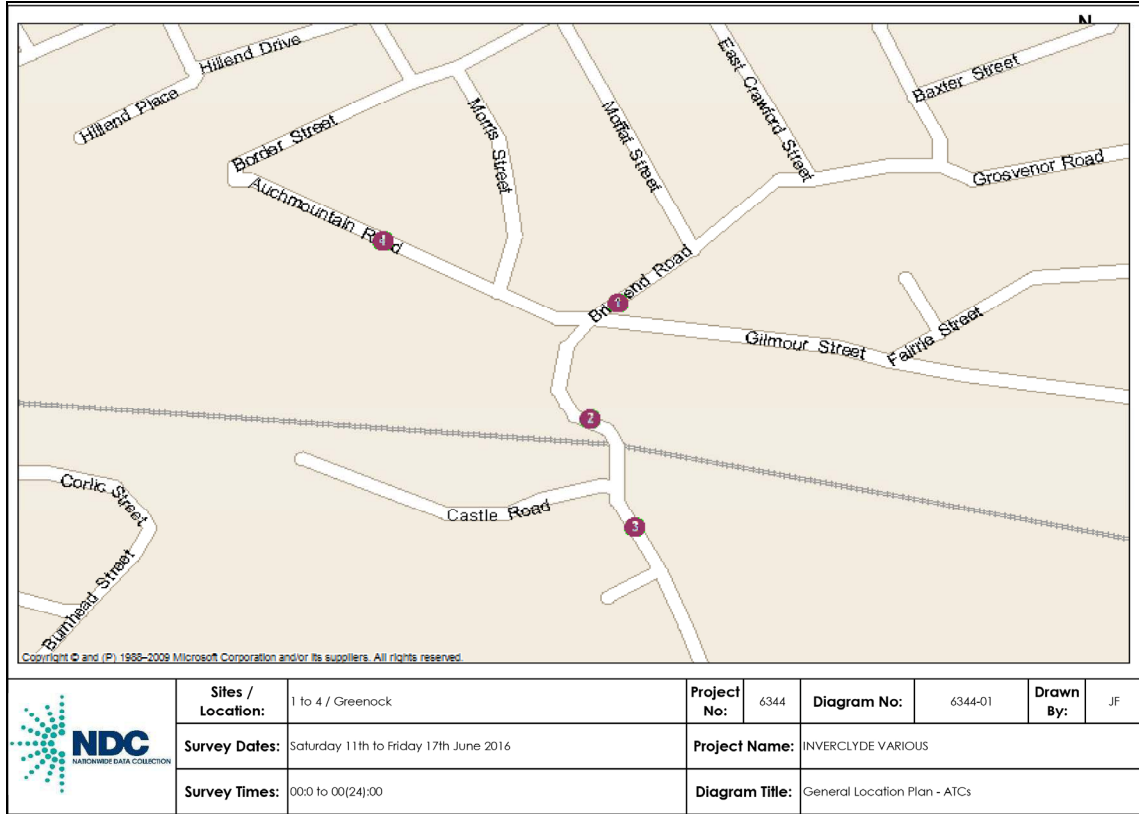 N
Hillend Drive
Hillend Place
Border Street
Morris Street
Moffat Street
East Crawford Street
Baxter Street
Grosvenor Road
Auchmountain Road
4
Road
Gilmour Street
Fairrie Street
2
Corlic Street
Castle Road
3
Burnhead Street
Copyright © and (P) 1988–2009 Microsoft Corporation and/or its suppliers. All rights reserved.
NDC
NATIONWIDE DATA COLLECTION
Sites / Location: 1 to 4 / Greenock
Project No: 6344
Diagram No: 6344-01
Drawn By: JF
Survey Dates: Saturday 11th to Friday 17th June 2016
Project Name: INVERCLYDE VARIOUS
Survey Times: 00:0 to 00(24):00
Diagram Title: General Location Plan - ATCs